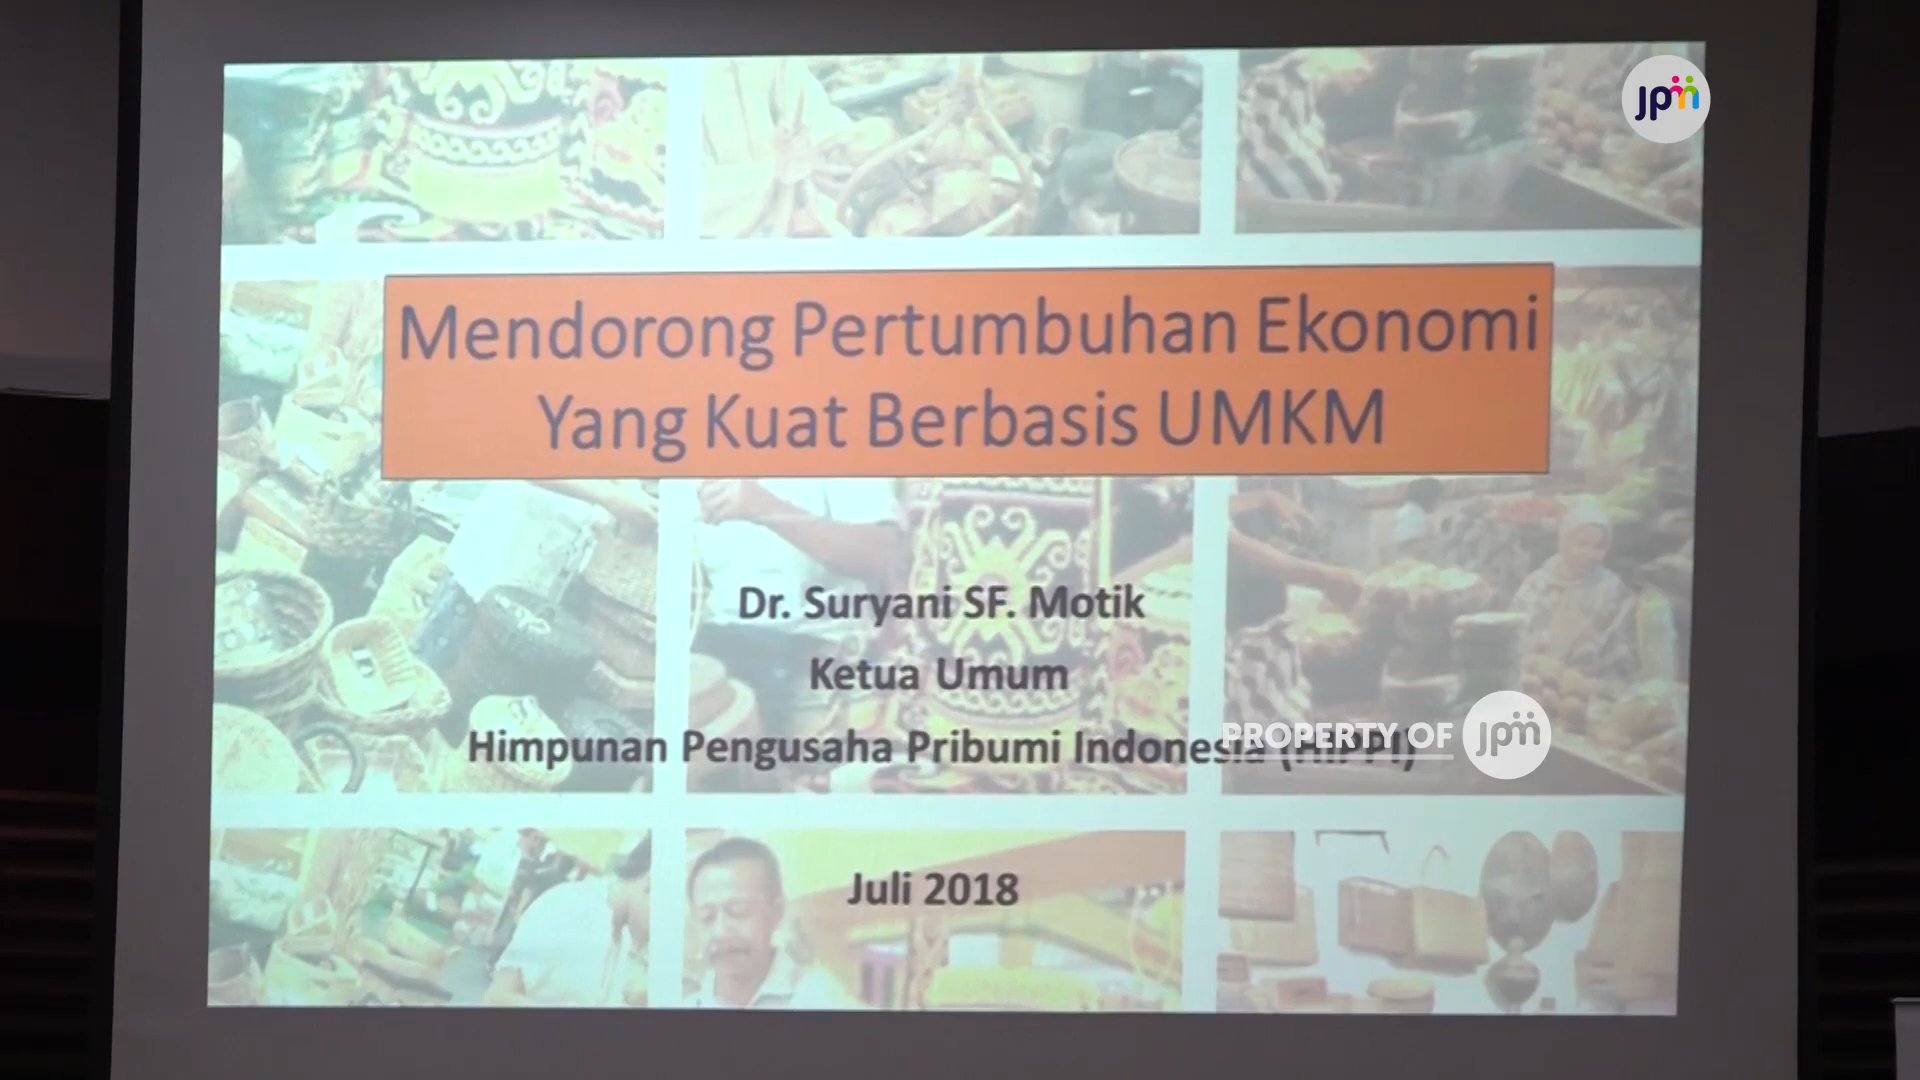 jpnn
Mendorong Pertumbuhan Ekonomi
Yang Kuat Berbasis UMKM
Dr. Suryani SF. Motik
Ketua Umum
Himpunan Pengusaha Pribumi Indonesia (HIPPI)
PROPERTY OF jpnn
Juli 2018